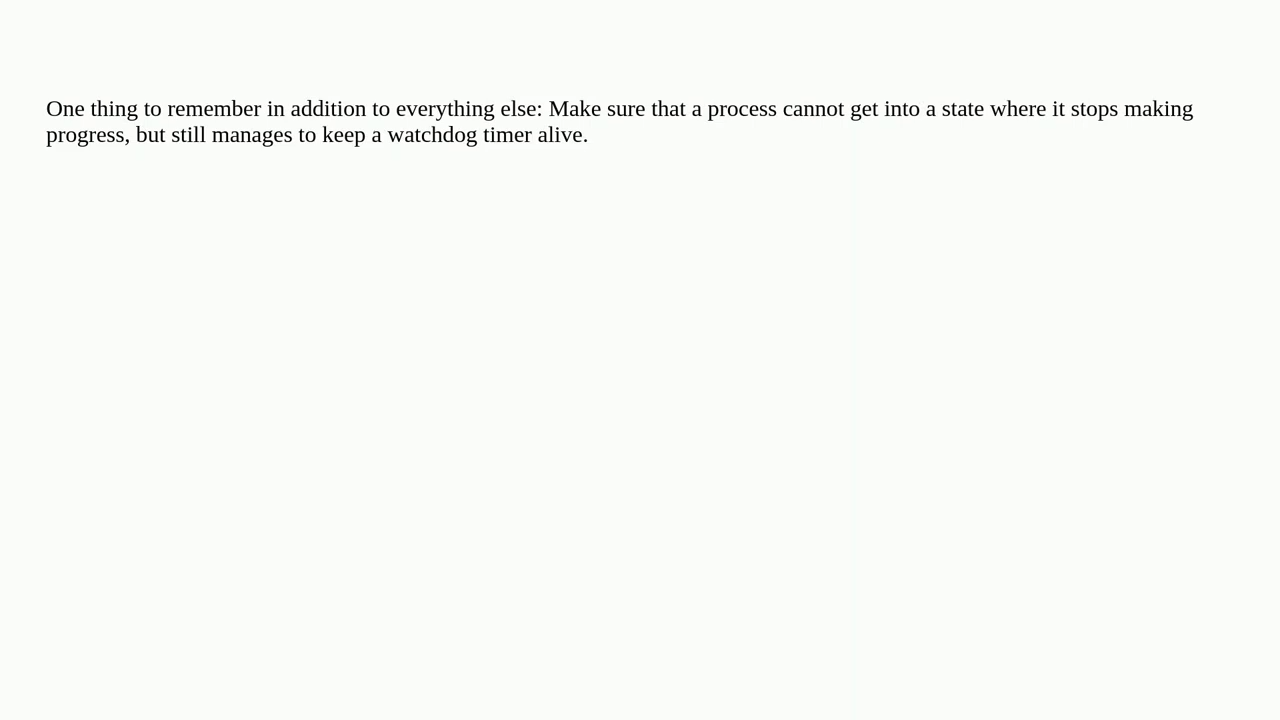 One thing to remember in addition to everything else: Make sure that a process cannot get into a state where it stops making
progress, but still manages to keep a watchdog timer alive.